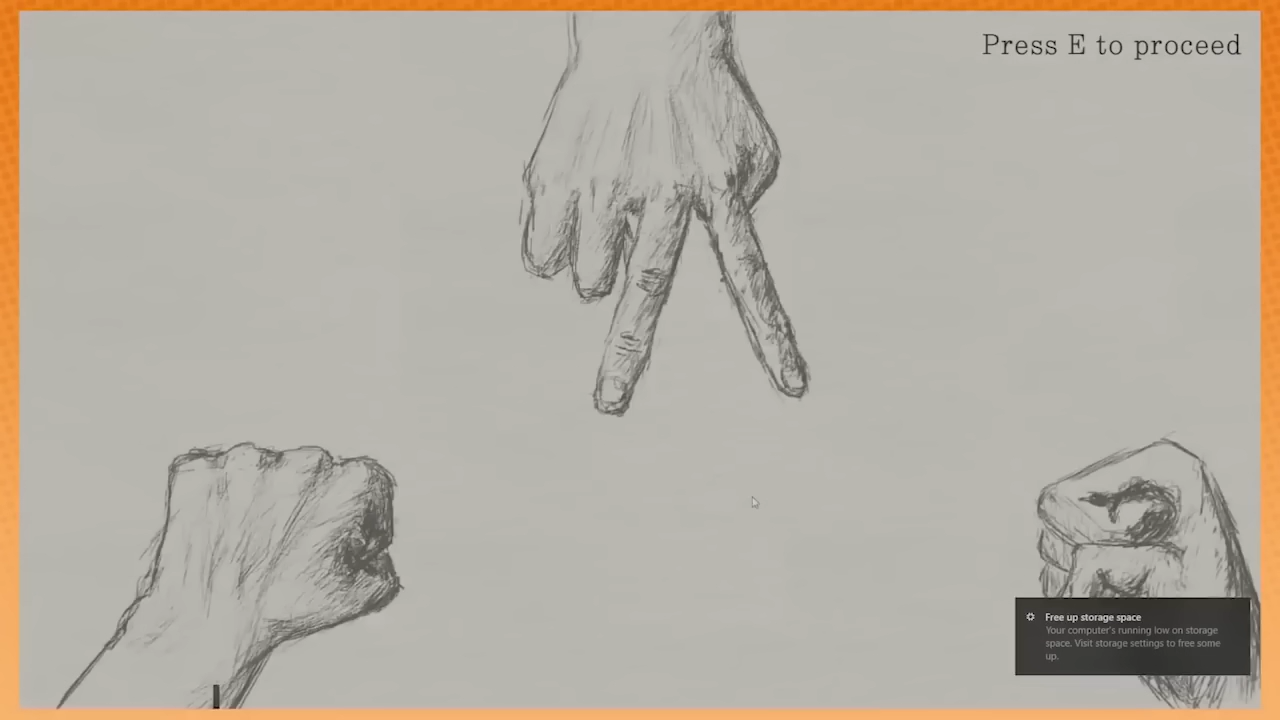 Press E to proceed
Free up storage space
Your computer's running low on storage
space. Visit storage settings to free some
up.